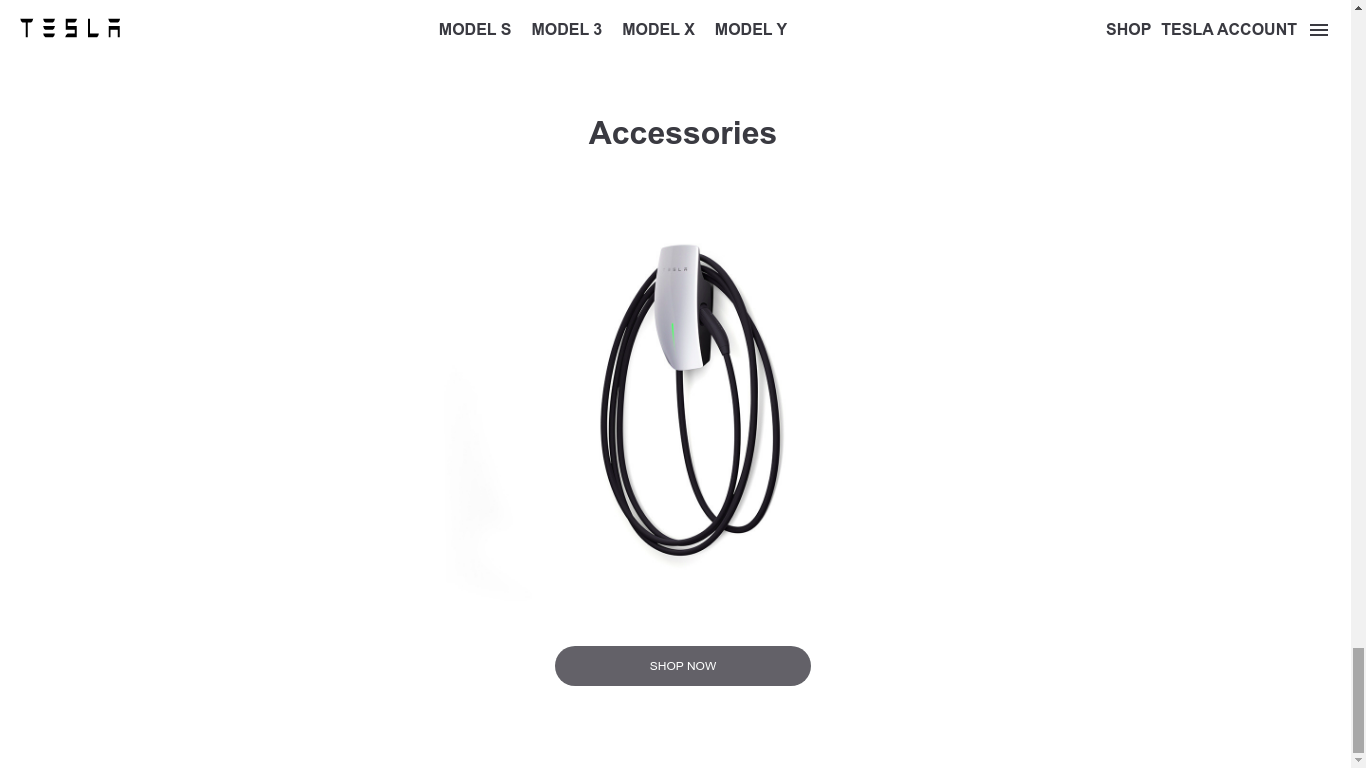 TESLA
MODEL S MODEL 3 MODEL X MODEL Y
SHOP TESLA ACCOUNT
Accessories
TESLA
SHOP NOW